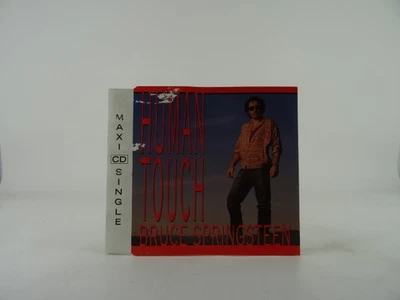 MAXI CD SINGLE
HUMAN
TOUCH
BRUCE SPRINGSTEEN